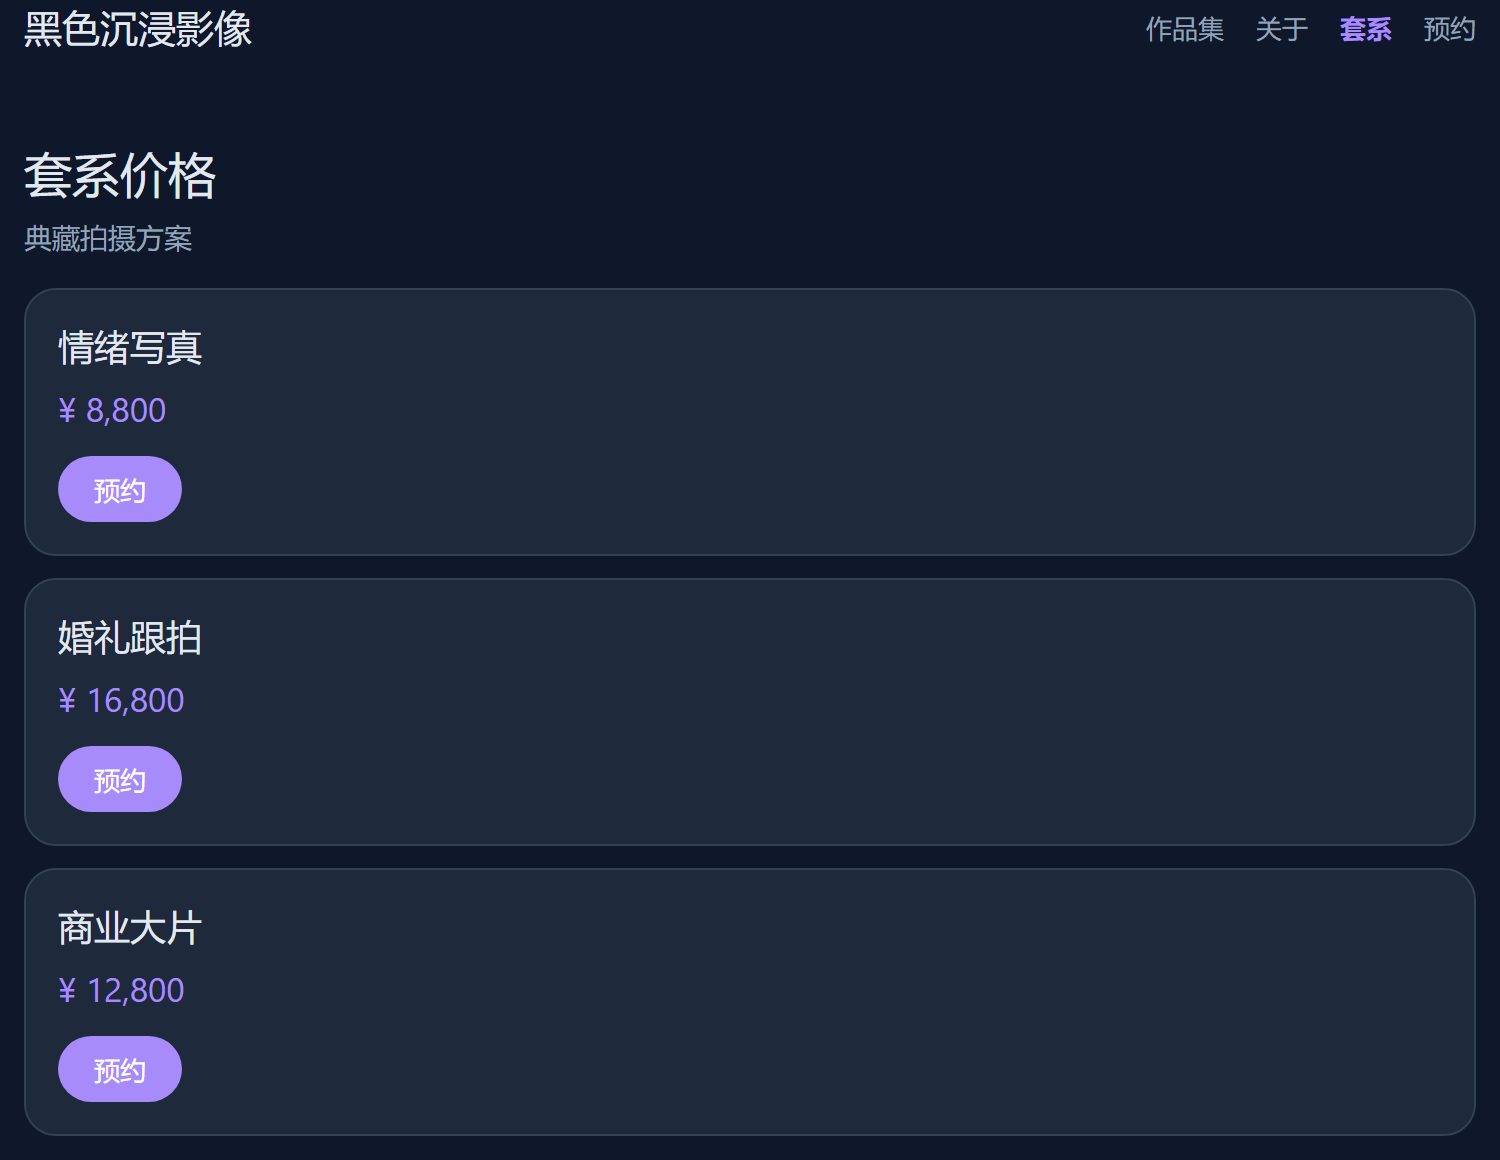 黑色沉浸影像
作品集 关于 套系 预约
套系价格
典藏拍摄方案
情绪写真
¥ 8,800
预约
婚礼跟拍
¥ 16,800
预约
商业大片
¥ 12,800
预约